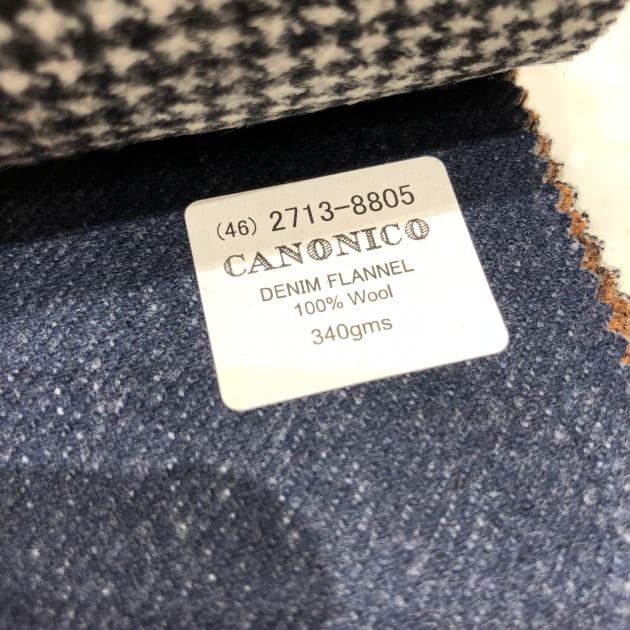 (46) 2713-8805
CANONICO
DENIM FLANNEL
100% Wool
340gms